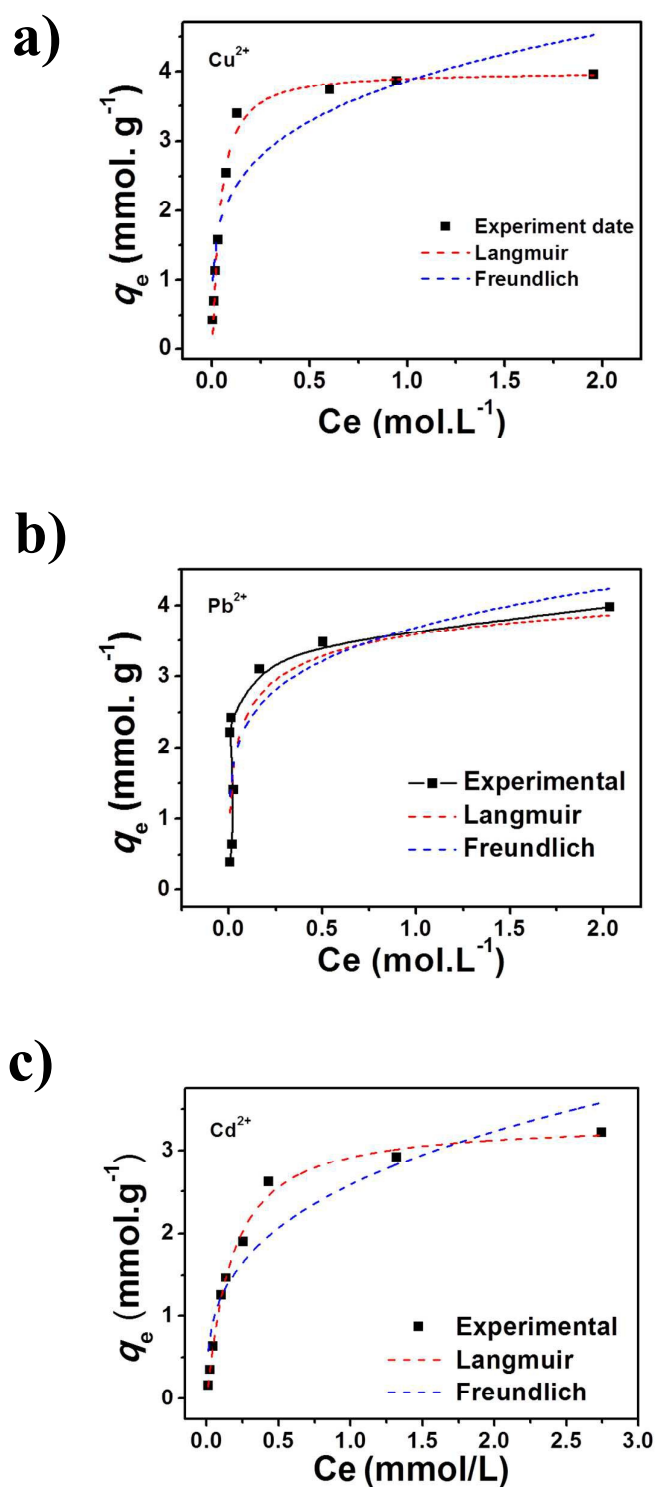 a)
Cu2+
4
3
2
1
0
qe (mmol. g-1)
Experiment date
Langmuir
Freundlich
0.0 0.5 1.0 1.5 2.0
Ce (mol.L-1)
b)
Pb2+
4
3
2
1
0
qe (mmol. g-1)
Experimental
Langmuir
Freundlich
0.0 0.5 1.0 1.5 2.0
Ce (mol.L-1)
c)
Cd2+
3
2
1
0
qe (mmol.g-1)
Experimental
Langmuir
Freundlich
0.0 0.5 1.0 1.5 2.0 2.5 3.0
Ce (mmol/L)